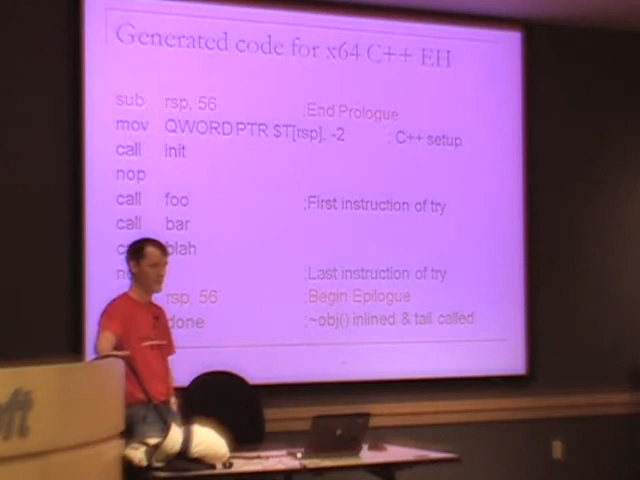 Generated code for x64 C++ EH
sub rsp, 56 ;End Prologue
mov QWORD PTR $T[rsp], -2 ; C++ setup
call init
nop
call foo ;First instruction of try
call bar
blah
;Last instruction of try
rsp, 56 ;Begin Epilogue
done ;~obj() inlined & tail called
oft